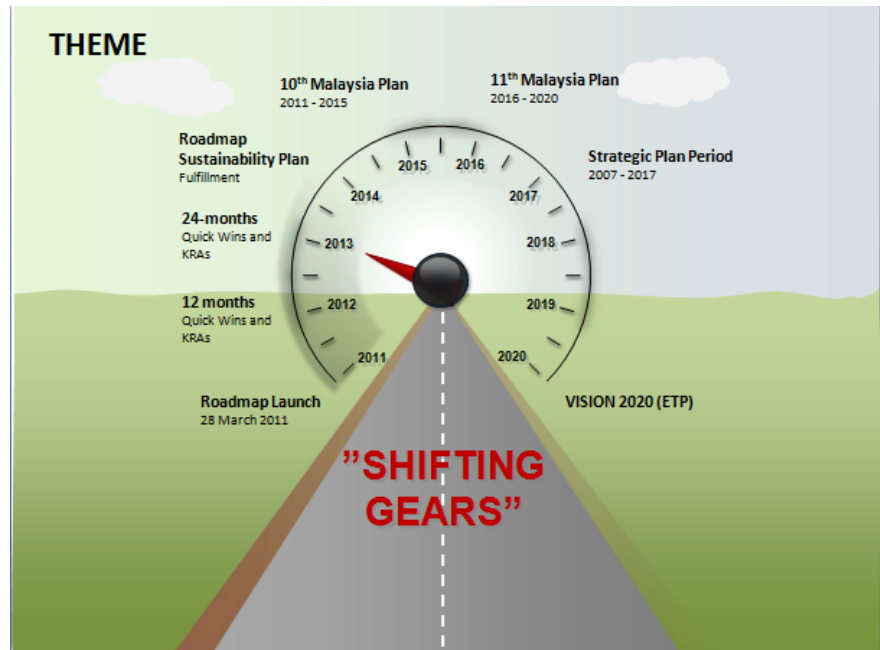 THEME
10th Malaysia Plan
2011 - 2015
11th Malaysia Plan
2016 - 2020
Roadmap
Sustainability Plan
Fulfillment
Strategic Plan Period
2007 - 2017
24-months
Quick Wins and
KRAs
12 months
Quick Wins and
KRAs
Roadmap Launch
28 March 2011
2011
2012
2013
2014
2015
2016
2017
2018
2019
2020
VISION 2020 (ETP)
”SHIFTING
GEARS”